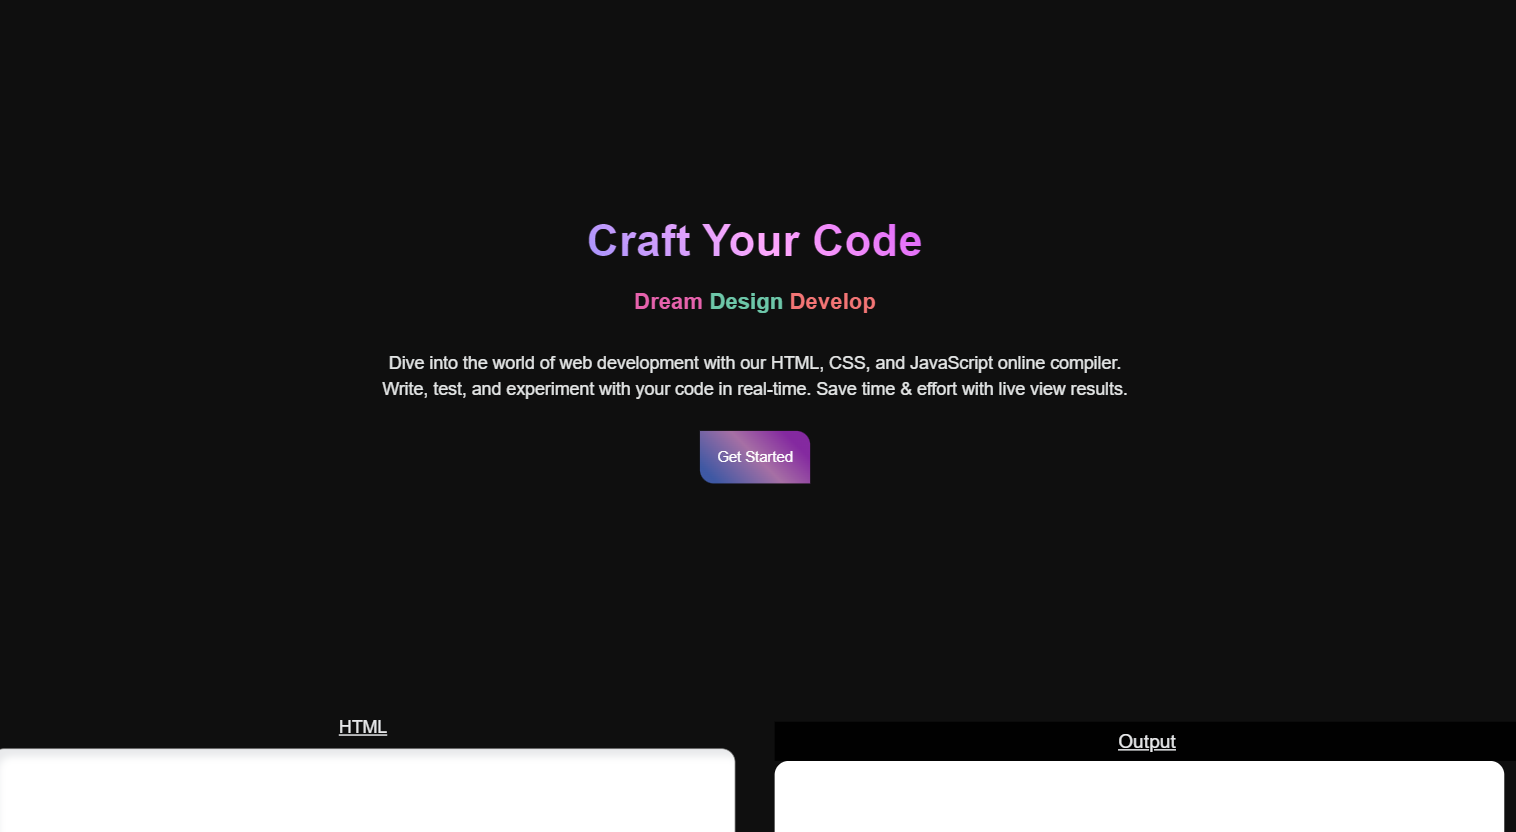 Craft Your Code
Dream Design Develop
Dive into the world of web development with our HTML, CSS, and JavaScript online compiler.
Write, test, and experiment with your code in real-time. Save time & effort with live view results.
Get Started
HTML
Output